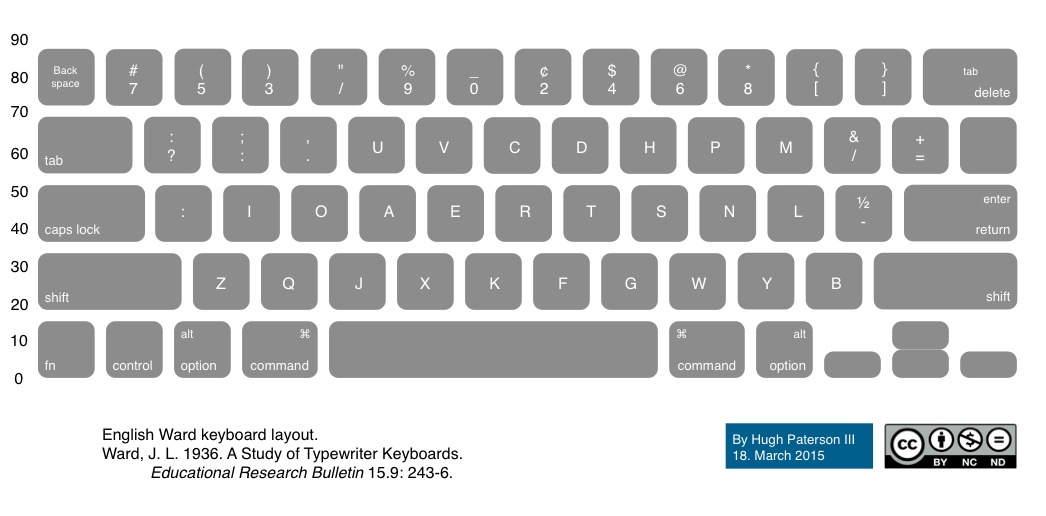 90
Back
space
# ( ) " % _ ¢ $ @ * { } tab
80
7 5 3 / 9 0 2 4 6 8 [ ] delete
70
: ; , &
U V C D H P M +
60
tab ? : . / =
50
½ enter
: I O A E R T S N L
40
caps lock - return
30
Z Q J X K F G W Y B
20
shift shift
alt ⌘ ⌘ alt
10
fn control option command command option
0
English Ward keyboard layout.
Ward, J. L. 1936. A Study of Typewriter Keyboards.
Educational Research Bulletin 15.9: 243-6.
By Hugh Paterson III
18. March 2015
cc
BY NC ND